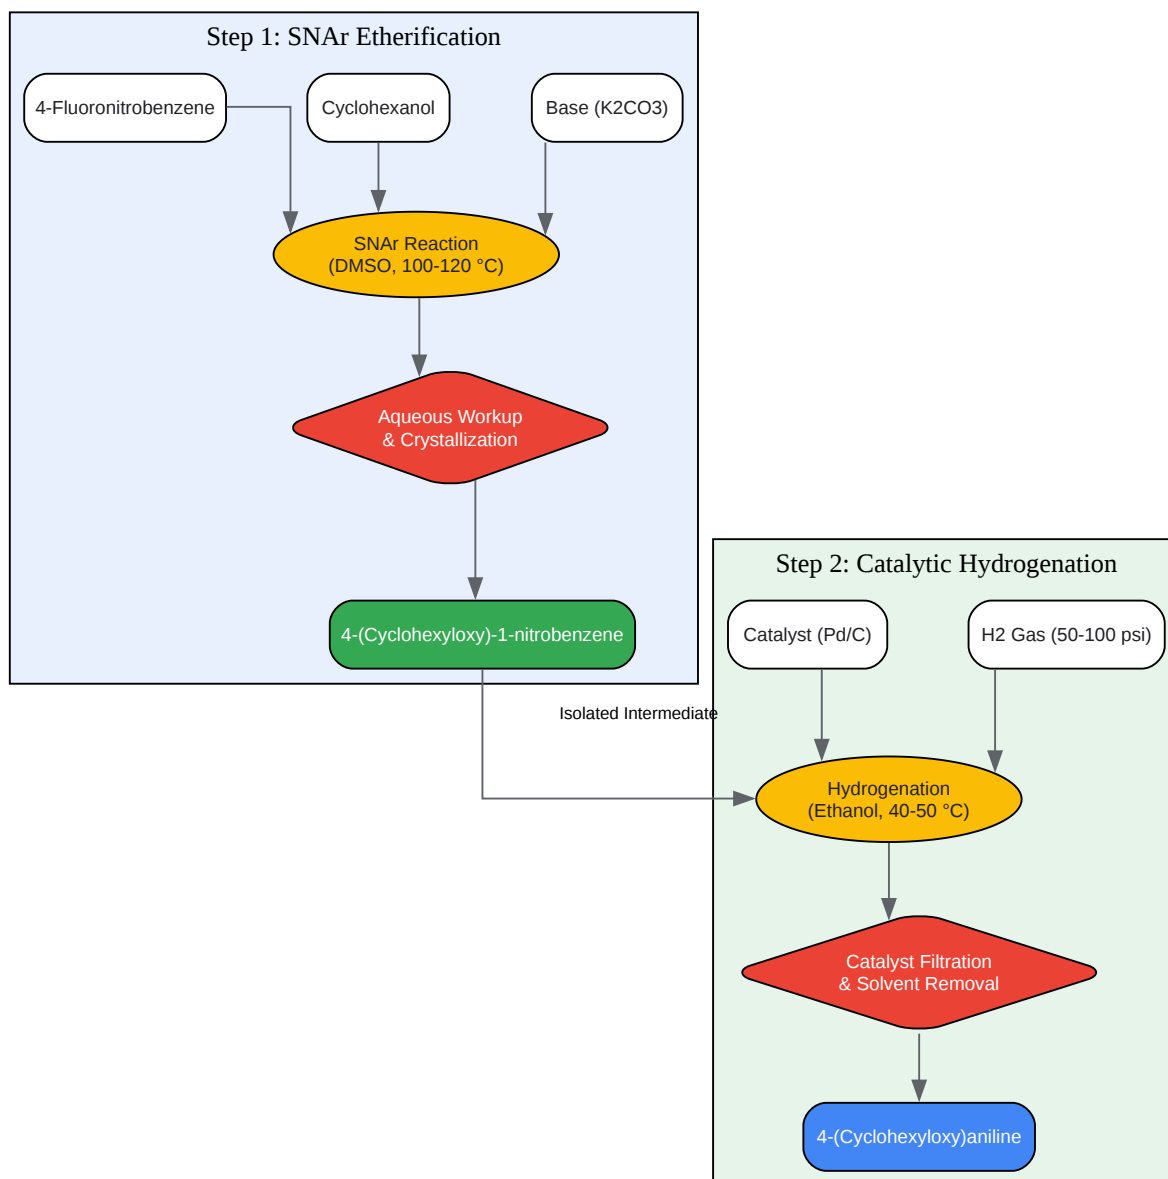 Step 1: SNAr Etherification
4-Fluoronitrobenzene
Cyclohexanol
Base (K2CO3)
SNAr Reaction
(DMSO, 100-120 °C)
Aqueous Workup
& Crystallization
4-(Cyclohexyloxy)-1-nitrobenzene
Isolated Intermediate
Step 2: Catalytic Hydrogenation
Catalyst (Pd/C)
H2 Gas (50-100 psi)
Hydrogenation
(Ethanol, 40-50 °C)
Catalyst Filtration
& Solvent Removal
4-(Cyclohexyloxy)aniline